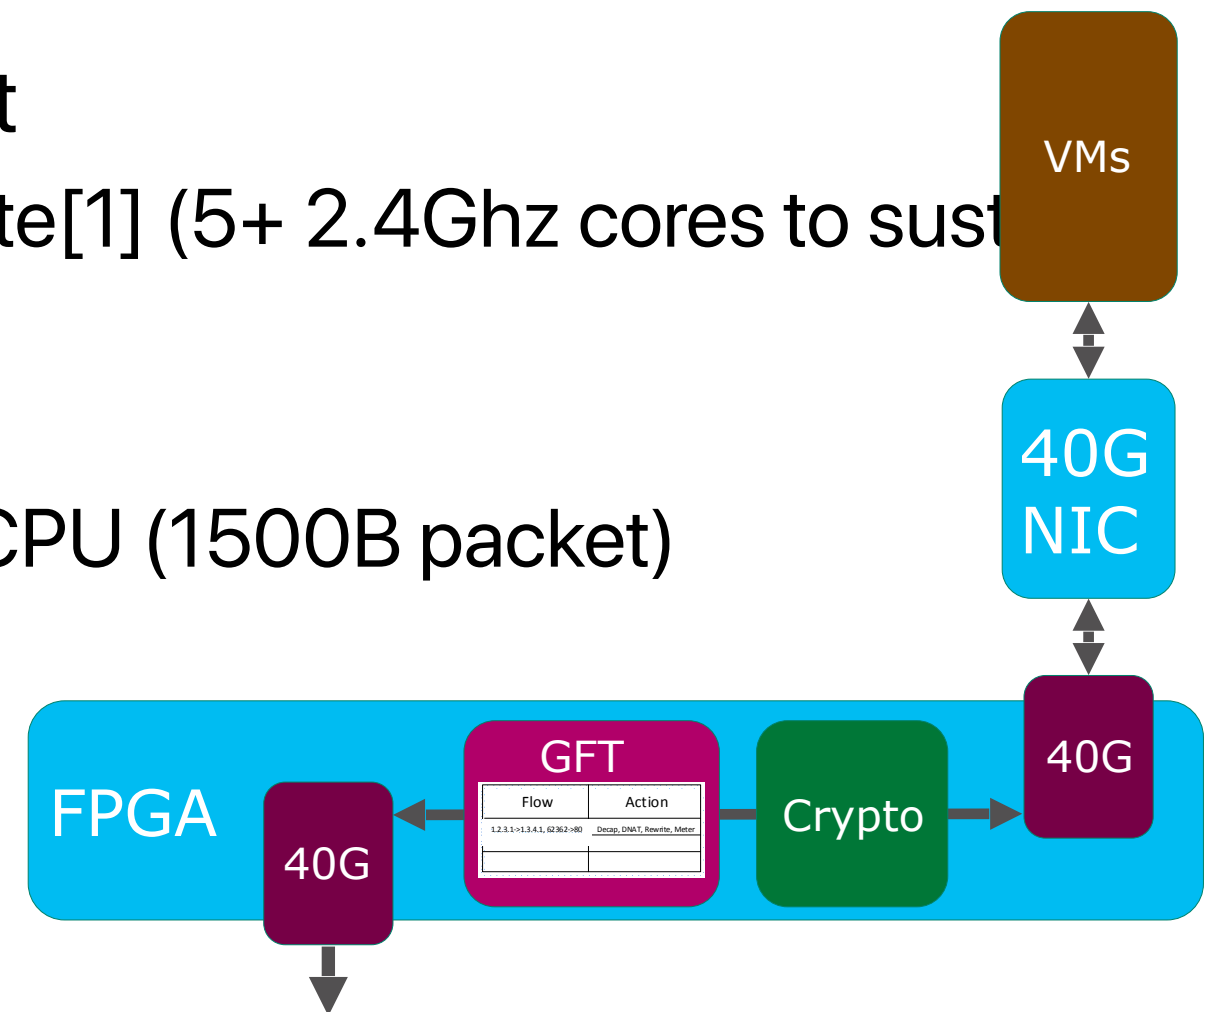 t
te[1] (5+ 2.4Ghz cores to sust
CPU (1500B packet)
VMs
40G
NIC
FPGA
40G
GFT
Flow Action
1.2.3.1->1.3.4.1, 62362->80 Decap, DNAT, Rewrite, Meter
Crypto
40G